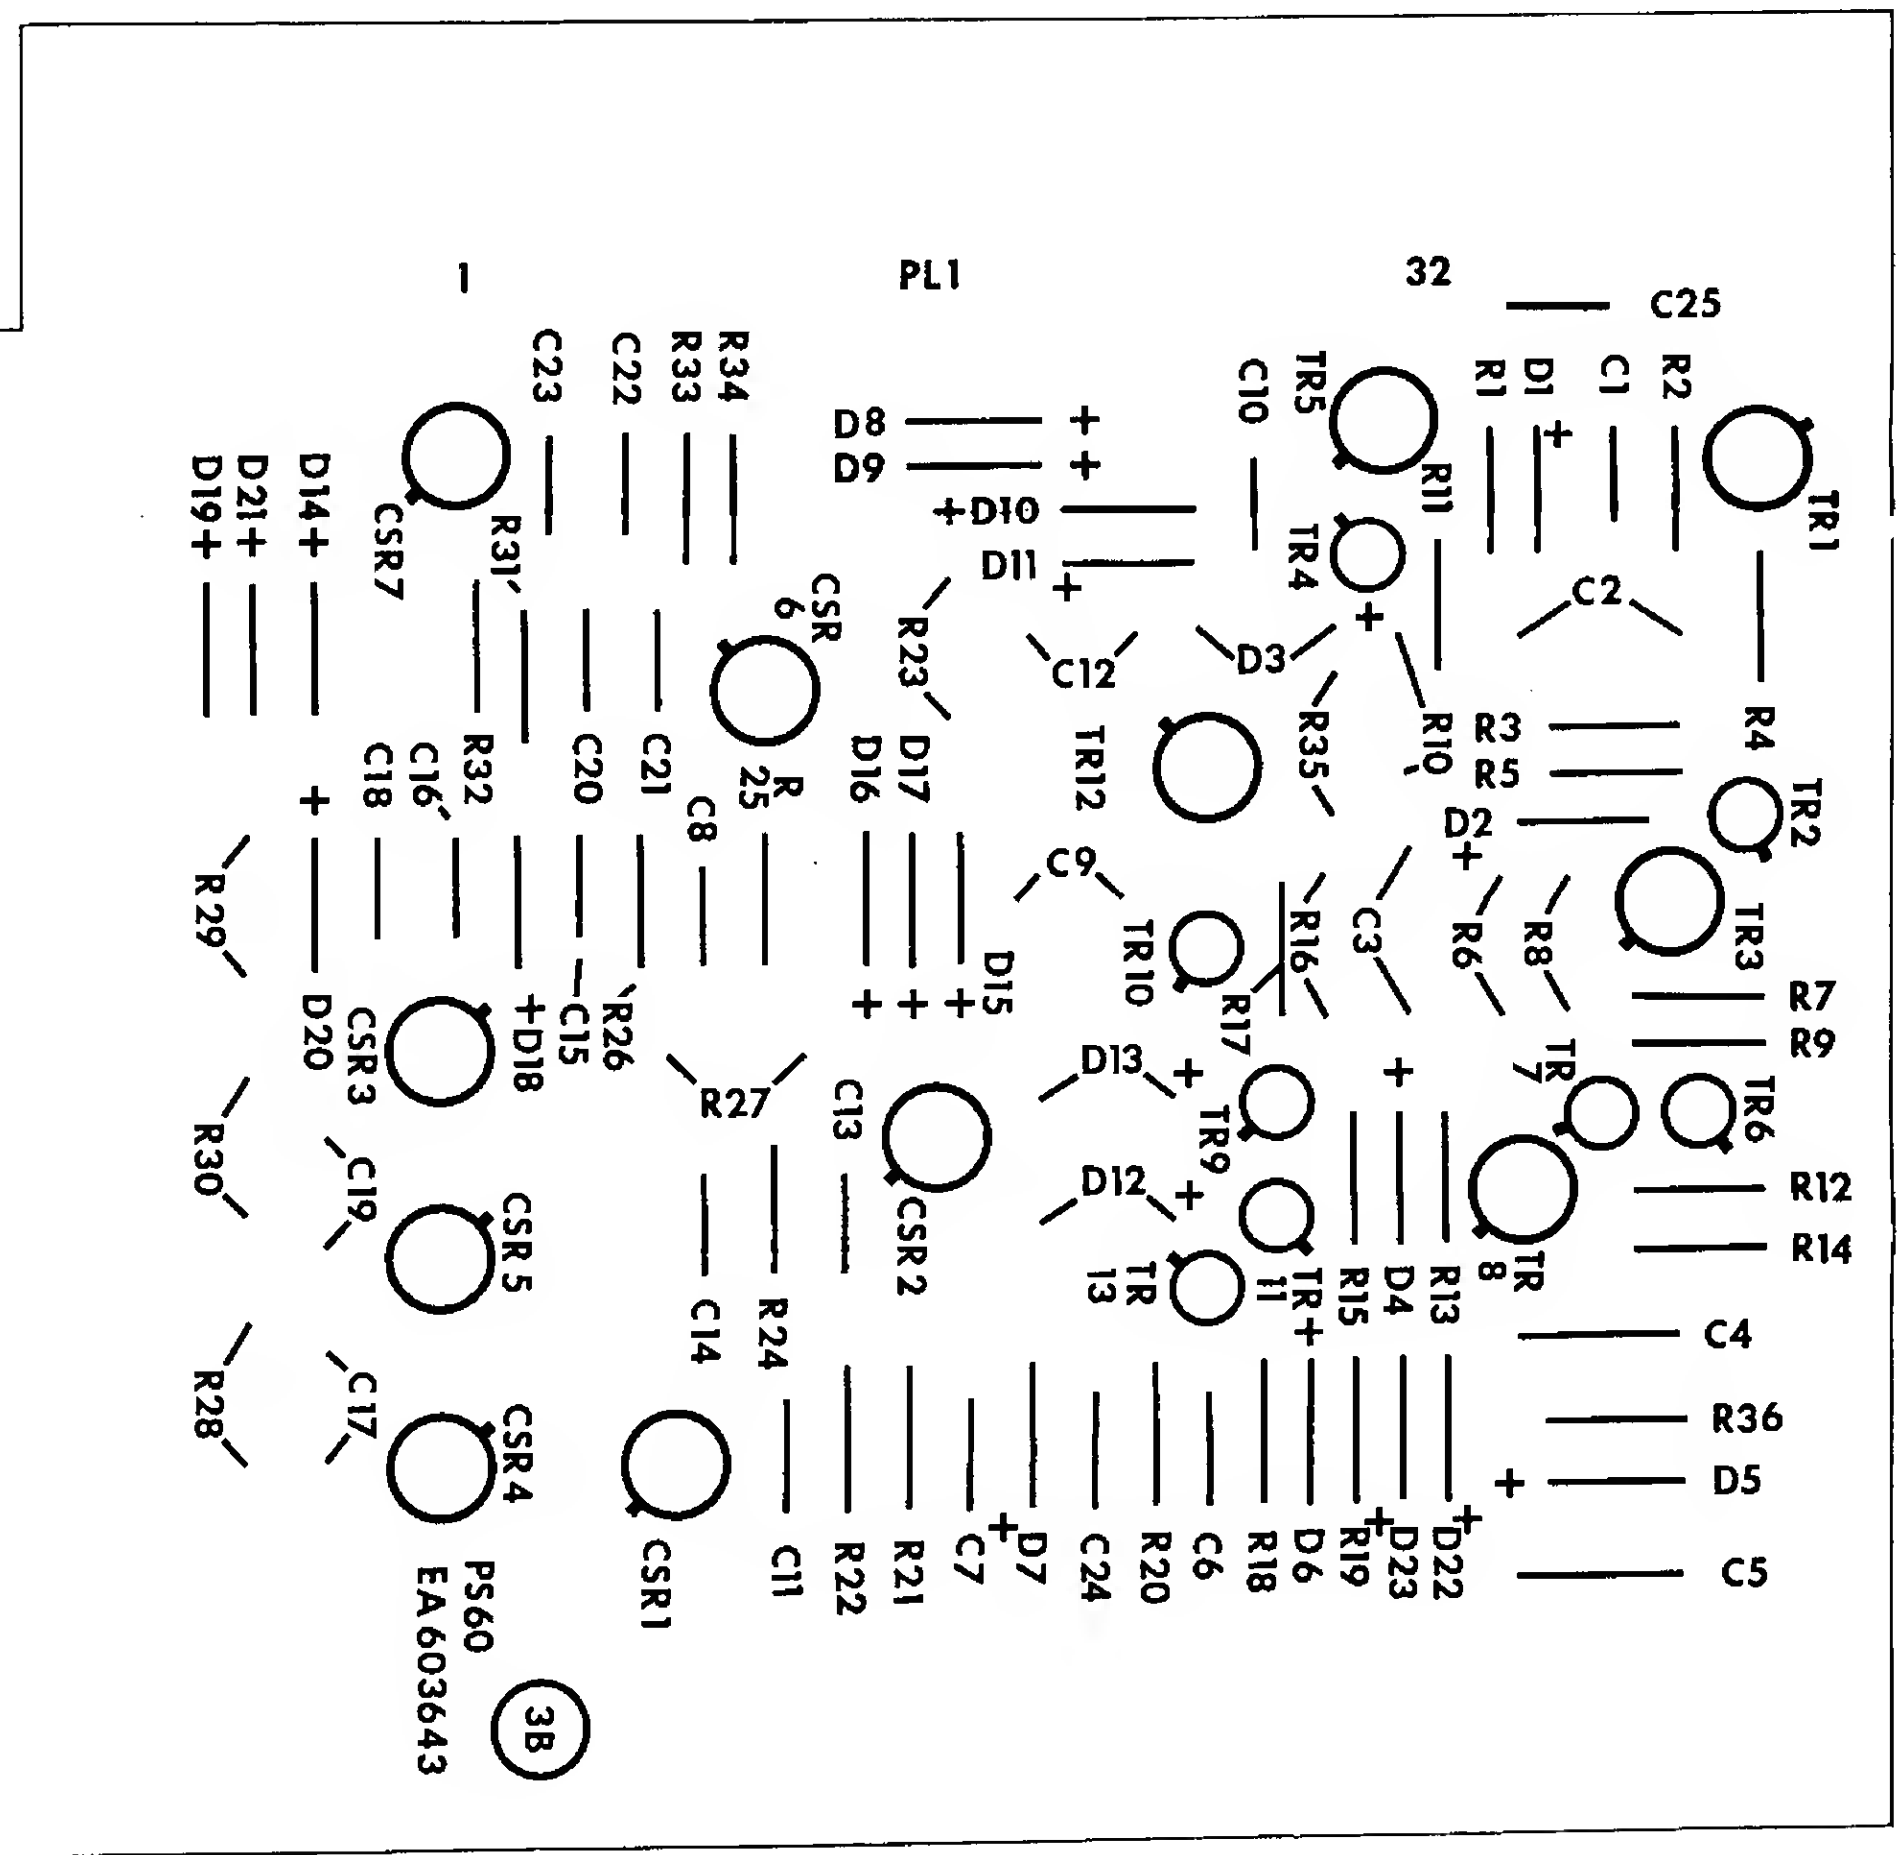 1
PL1
32
C25
C23
C22
R33
R34
C10
TR5
R1
D1
+
C1
R2
D8
+
D9
+
+D10
D11
+
D19+
D21+
D14+
CSR7
R31
R11
TR4
+
TR1
C2
CSR
6
R23
C12
D3
R35
R10
R3
R5
R4
D2
+
TR2
C18
C16
R32
C20
C21
C8
R
25
D16
D17
TR12
+
C9
R29
TR10
R16
C3
R6
R8
TR3
R7
R9
D20
CSR3
+D18
C15
R26
+
+
+
D15
R17
R27
C13
D13
+
+
TR
7
TR6
R30
C19
TR9
D12
+
R12
R14
CSR5
CSR2
TR
13
TR
11
+
R15
D4
R13
TR
8
C14
R24
C4
R28
C17
R36
CSR4
+
D5
CSR1
C11
R22
R21
C7
+
D7
C24
R20
C6
R18
D6
R19
+
D23
D22
+
C5
PS60
EA603643
3B